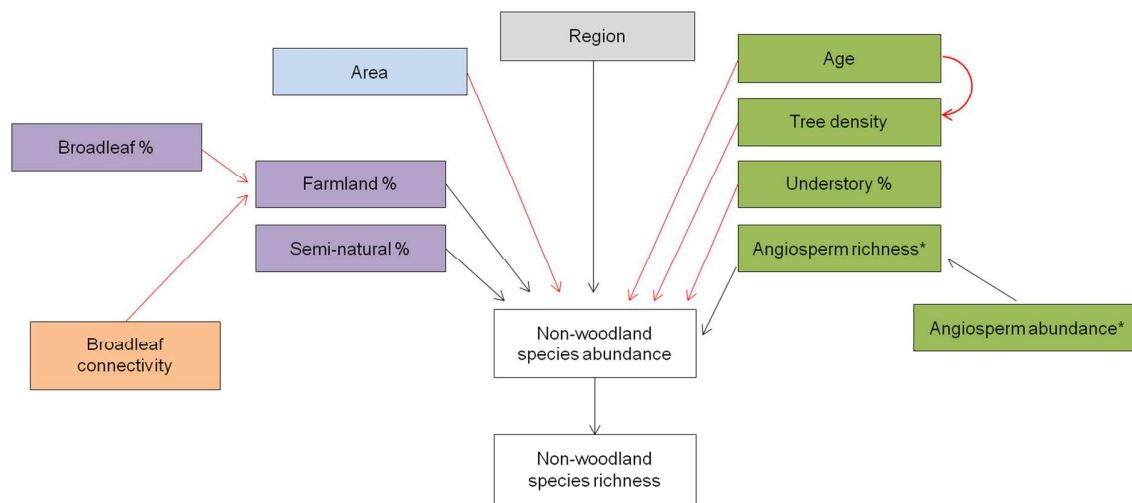 Region
Area
Age
Tree density
Broadleaf %
Farmland %
Understory %
Semi-natural %
Angiosperm richness*
Angiosperm abundance*
Broadleaf
connectivity
Non-woodland
species abundance
Non-woodland
species richness